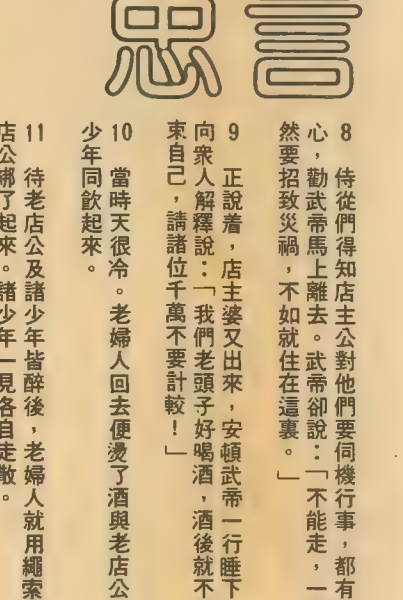 忠言
8　侍從們得知店主公對他們要伺機行事，都有
心，勸武帝馬上離去。武帝卻說：「不能走，一
然要招致災禍，不如就住在這裏。」
9　正說着，店主婆又出來，安頓武帝一行睡下
向衆人解釋說：「我們老頭子好喝酒，酒後就不
束自己，請諸位千萬不要計較！」
10　當時天很冷。老婦人回去便燙了酒與老店公
少年同飲起來。
11　待老店公及諸少年皆醉後，老婦人就用繩索
店公綁了起來。諸少年一見各自走散。